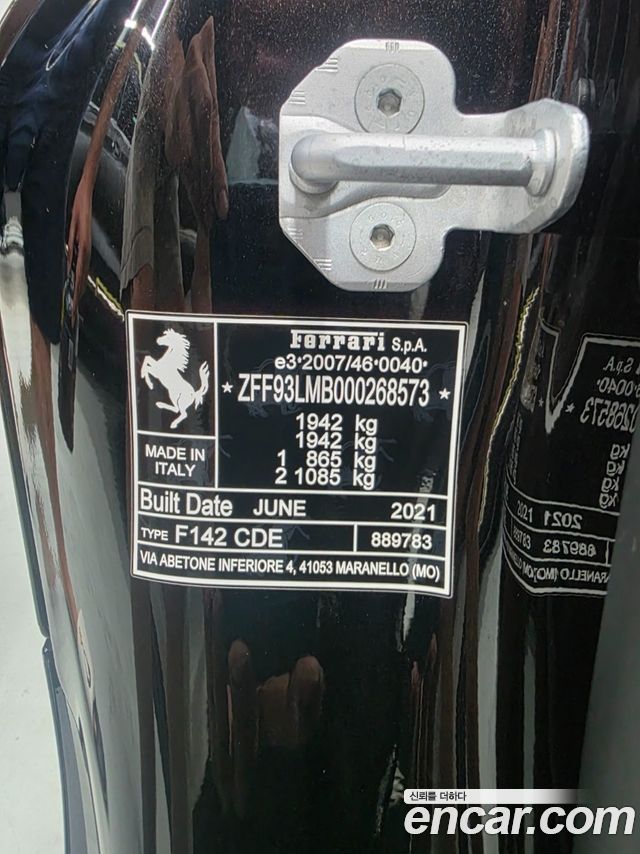 Ferrari S.p.A.
e3*2007/46*0040*
*ZFF93LMB000268573*
1942 kg
1942 kg
1 865 kg
2 1085 kg
MADE IN
ITALY
Built Date JUNE 2021
TYPE F142 CDE 889783
VIA ABETONE INFERIORE 4, 41053 MARANELLO (MO)
신뢰를 더하다
encar.com